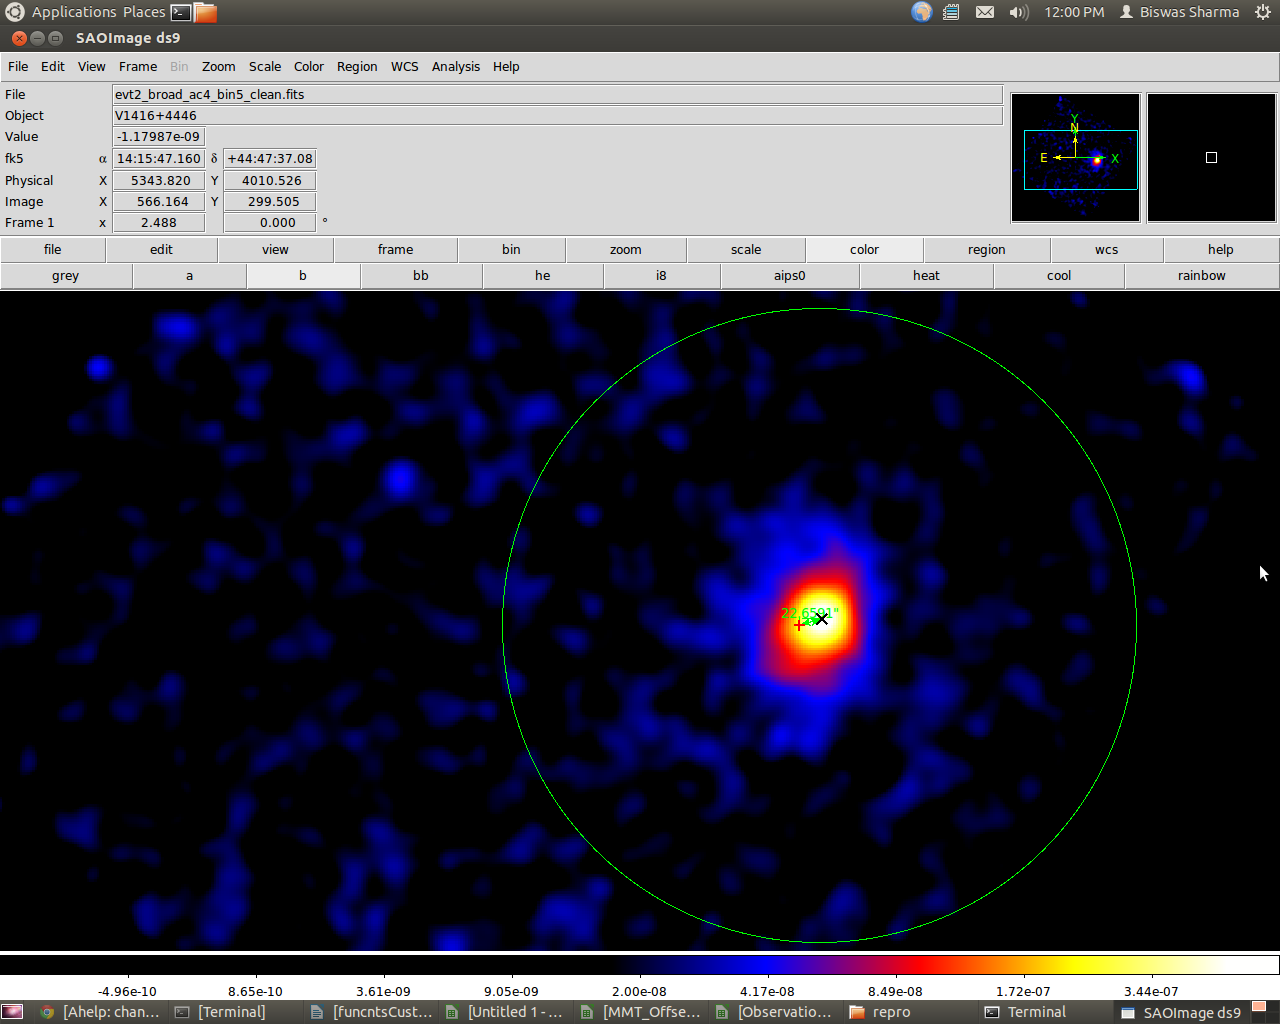 Applications Places 12:00 PM Biswas Sharma
SAOImage ds9
File Edit View Frame Bin Zoom Scale Color Region WCS Analysis Help
File evt2_broad_ac4_bin5_clean.fits
Object V1416+4446
Value -1.17987e-09
fk5 α 14:15:47.160 δ +44:47:37.08
Physical X 5343.820 Y 4010.526
Image X 566.164 Y 299.505
Frame 1 x 2.488 0.000 °
Y
N
E X
file edit view frame bin zoom scale color region wcs help
grey a b bb he i8 aips0 heat cool rainbow
22.6591"
-4.96e-10 8.65e-10 3.61e-09 9.05e-09 2.00e-08 4.17e-08 8.49e-08 1.72e-07 3.44e-07
[Ahelp: chan... [Terminal] [FuncntsCust... [Untitled 1 - ... [MMT_Offse... [Observatio... repro Terminal SAOImage ds9